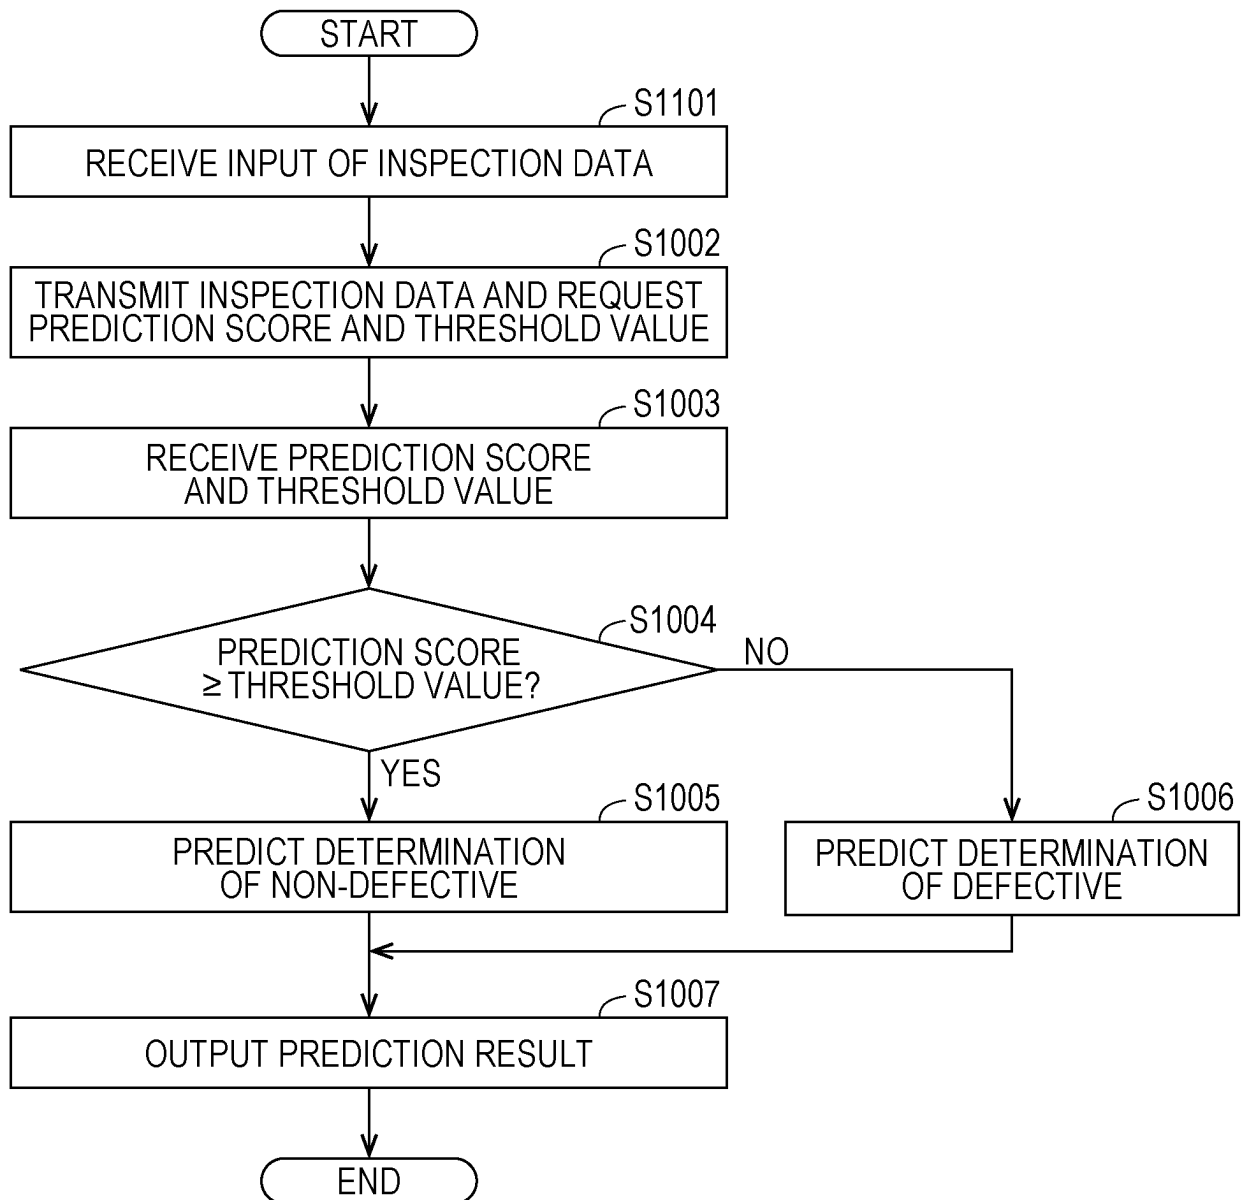 START
S1101
RECEIVE INPUT OF INSPECTION DATA
S1002
TRANSMIT INSPECTION DATA AND REQUEST
PREDICTION SCORE AND THRESHOLD VALUE
S1003
RECEIVE PREDICTION SCORE
AND THRESHOLD VALUE
S1004
PREDICTION SCORE
≥ THRESHOLD VALUE?
NO
YES
S1005
PREDICT DETERMINATION
OF NON-DEFECTIVE
S1006
PREDICT DETERMINATION
OF DEFECTIVE
S1007
OUTPUT PREDICTION RESULT
END